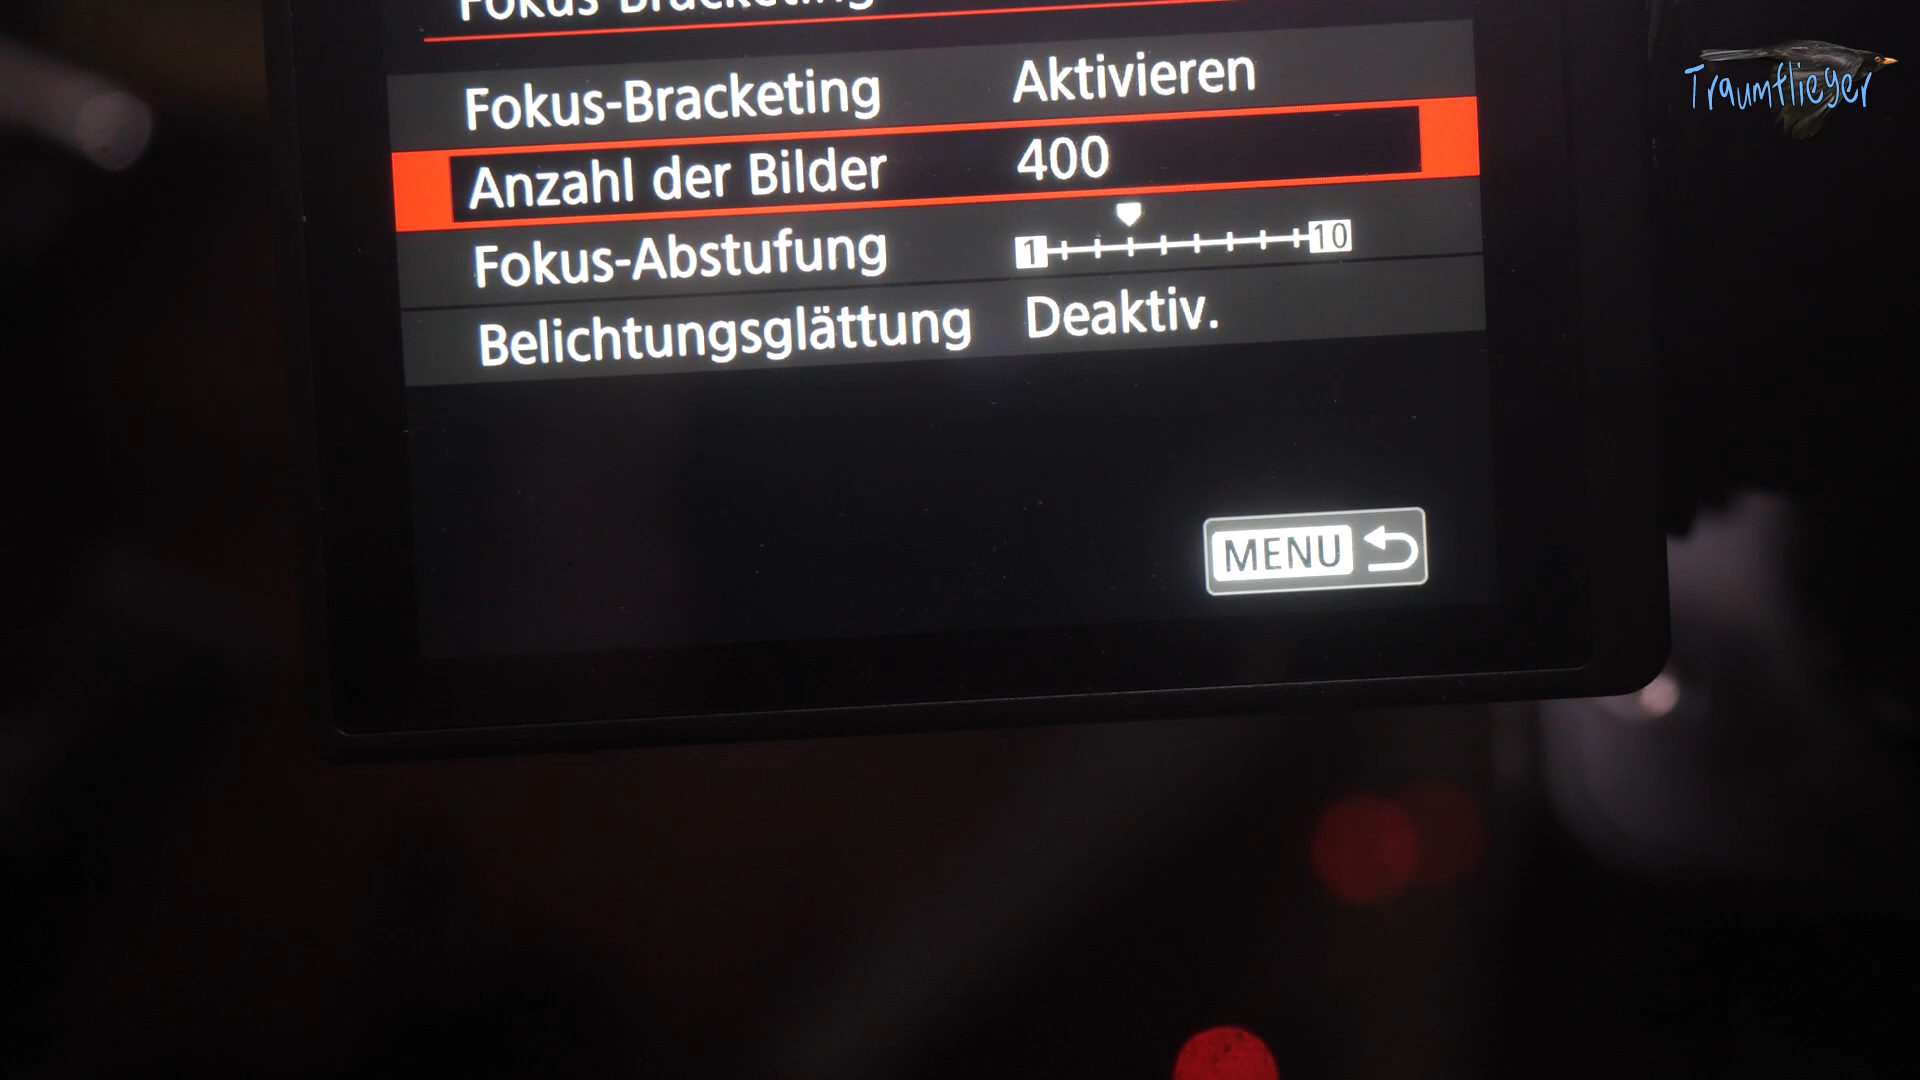 Fokus-Bracketing
Fokus-Bracketing Aktivieren
Anzahl der Bilder 400
Fokus-Abstufung 1 10
Belichtungsglättung Deaktiv.
MENU
Traumflieger